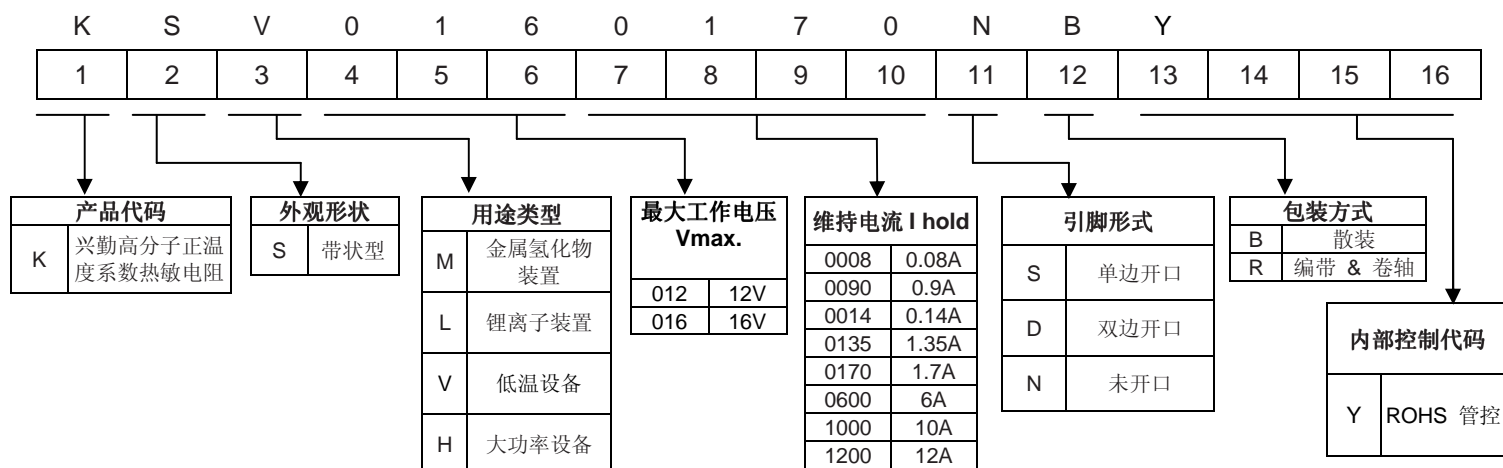 K S V 0 1 6 0 1 7 0 N B Y
1 2 3 4 5 6 7 8 9 10 11 12 13 14 15 16
产品代码
K 兴勤高分子正温
度系数热敏电阻
外观形状
S 带状型
用途类型
M 金属氢化物
装置
L 锂离子装置
V 低温设备
H 大功率设备
最大工作电压
Vmax.
012 12V
016 16V
维持电流 I hold
0008 0.08A
0090 0.9A
0014 0.14A
0135 1.35A
0170 1.7A
0600 6A
1000 10A
1200 12A
引脚形式
S 单边开口
D 双边开口
N 未开口
包装方式
B 散装
R 编带 & 卷轴
内部控制代码
Y ROHS 管控